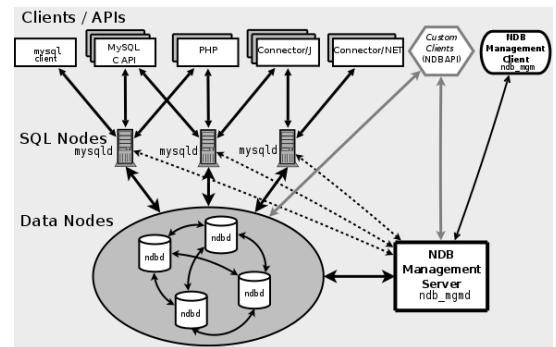 Clients / APIs
mysql
client
MySQL
C API
PHP
Connector/J
Connector/NET
Custom
Clients
(NDB API)
NDB
Management
Client
ndb_mgm
SQL Nodes
mysqld
mysqld
mysqld
Data Nodes
ndbd
ndbd
ndbd
ndbd
NDB
Management
Server
ndb_mgmd